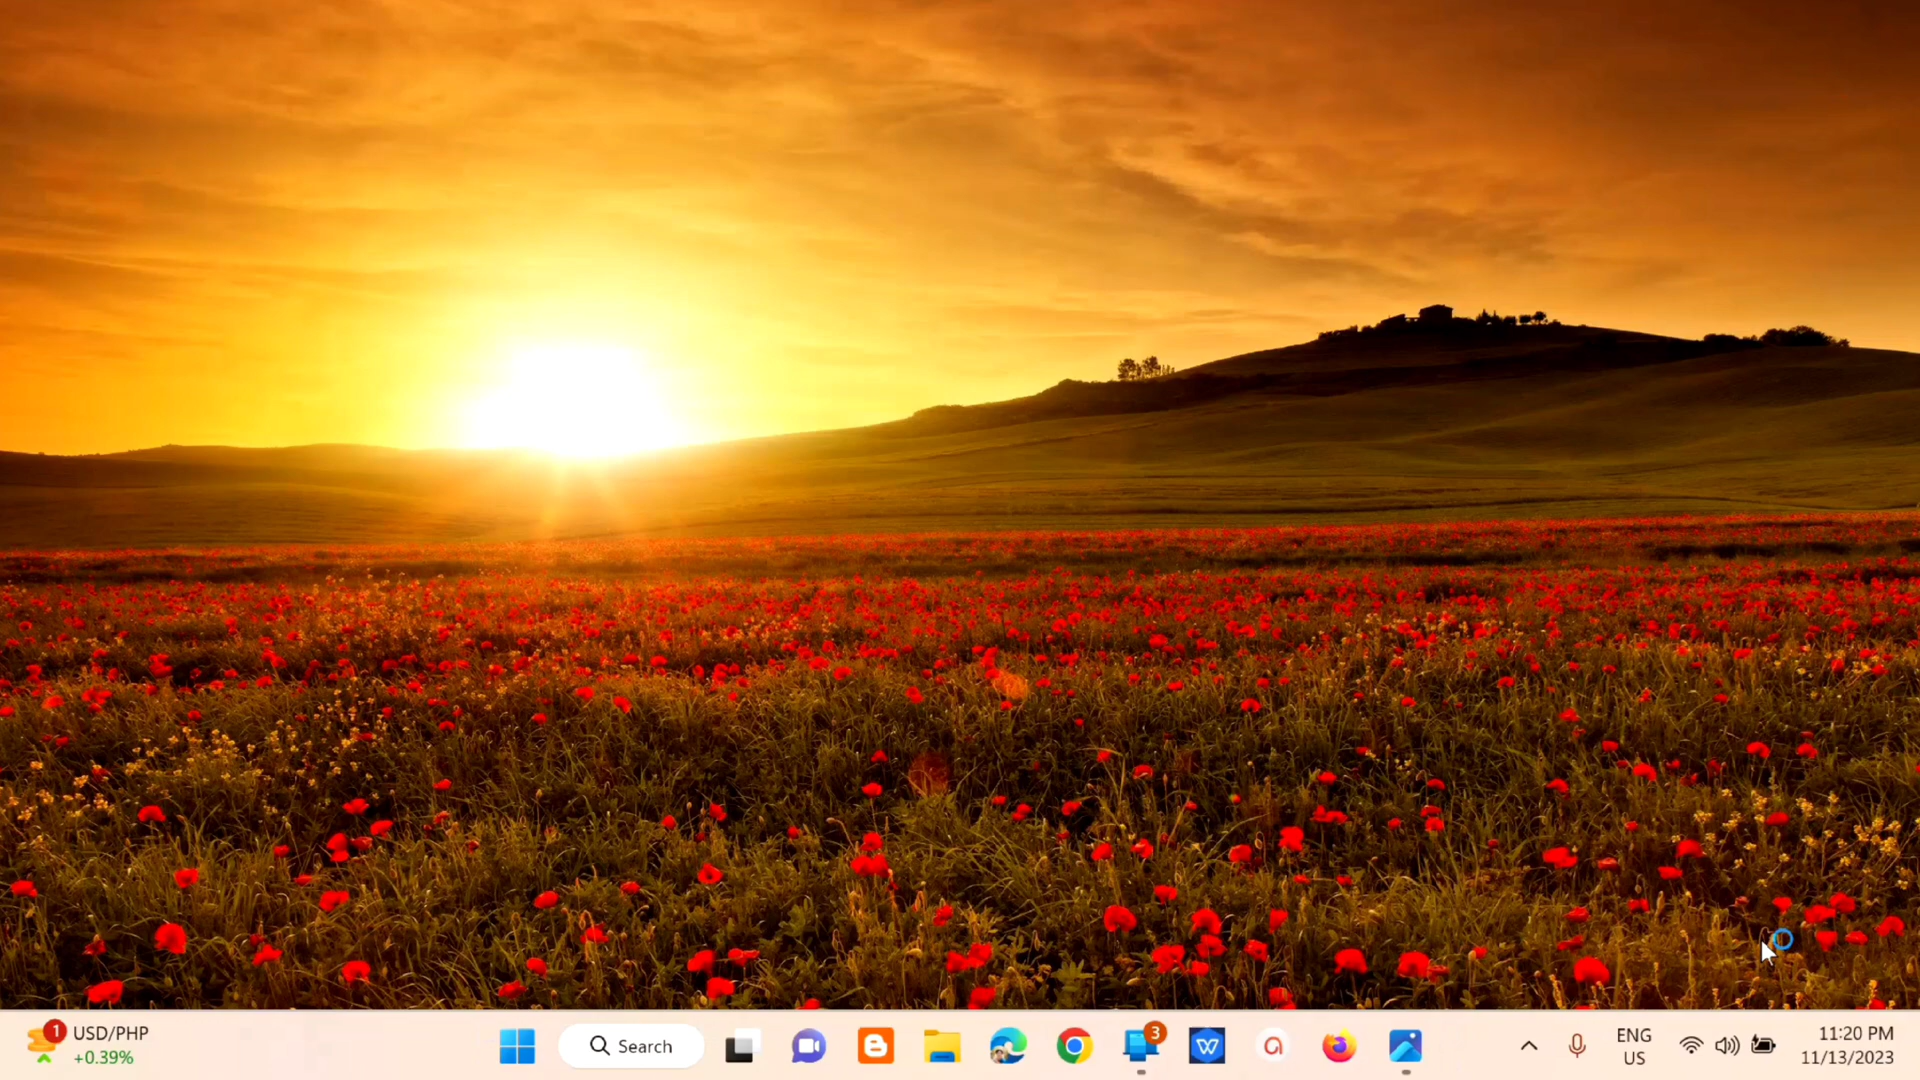 1
USD/PHP
+0.39%
Search
3
W
a
ENG
US
11:20 PM
11/13/2023